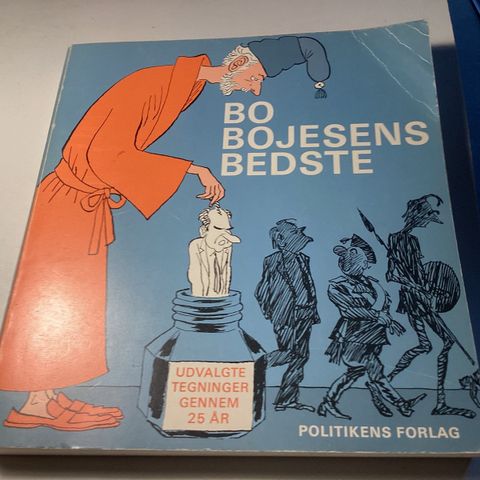 BO
BOJESENS
BEDSTE
UDVALGTE
TEGNINGER
GENNEM
25 ÅR
POLITIKENS FORLAG